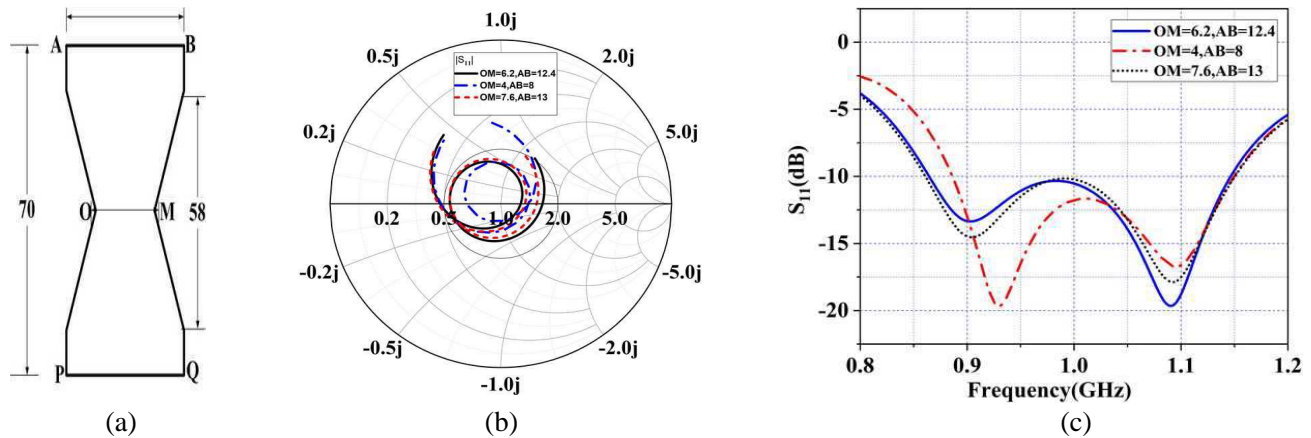 A
B
70
O
M
58
P
Q
(a)
1.0j
0.5j
2.0j
|S11|
OM=6.2,AB=12.4
OM=4,AB=8
OM=7.6,AB=13
0.2j
5.0j
0.2
0.5
1.0
2.0
5.0
-0.2j
-5.0j
-0.5j
-2.0j
-1.0j
(b)
0
-5
-10
-15
-20
S11(dB)
OM=6.2,AB=12.4
OM=4,AB=8
OM=7.6,AB=13
0.8
0.9
1.0
1.1
1.2
Frequency(GHz)
(c)